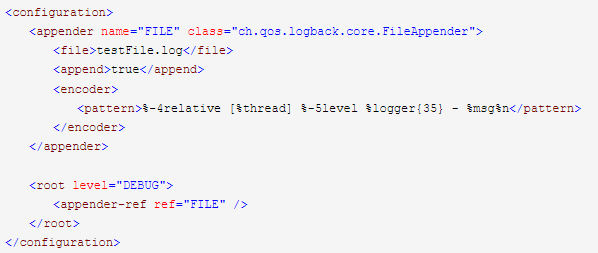 <configuration>
<appender name="FILE" class="ch.qos.logback.core.FileAppender">
<file>testFile.log</file>
<append>true</append>
<encoder>
<pattern>%-4relative [%thread] %-5level %logger{35} - %msg%n</pattern>
</encoder>
</appender>
<root level="DEBUG">
<appender-ref ref="FILE" />
</root>
</configuration>